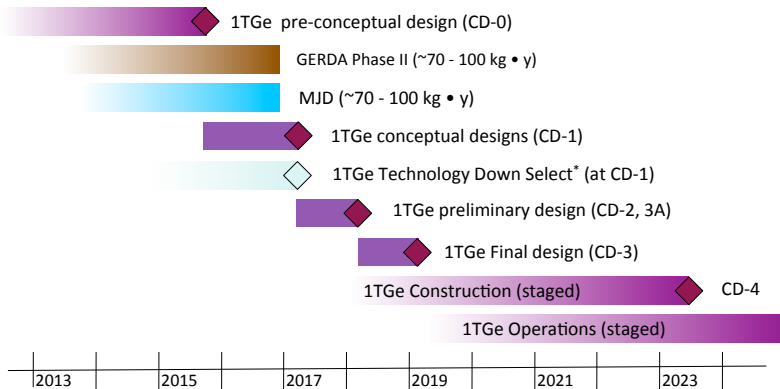 1TGe pre-conceptual design (CD-0)
GERDA Phase II (~70 - 100 kg • y)
MJD (~70 - 100 kg • y)
1TGe conceptual designs (CD-1)
1TGe Technology Down Select* (at CD-1)
1TGe preliminary design (CD-2, 3A)
1TGe Final design (CD-3)
1TGe Construction (staged) CD-4
1TGe Operations (staged)
2013 2015 2017 2019 2021 2023